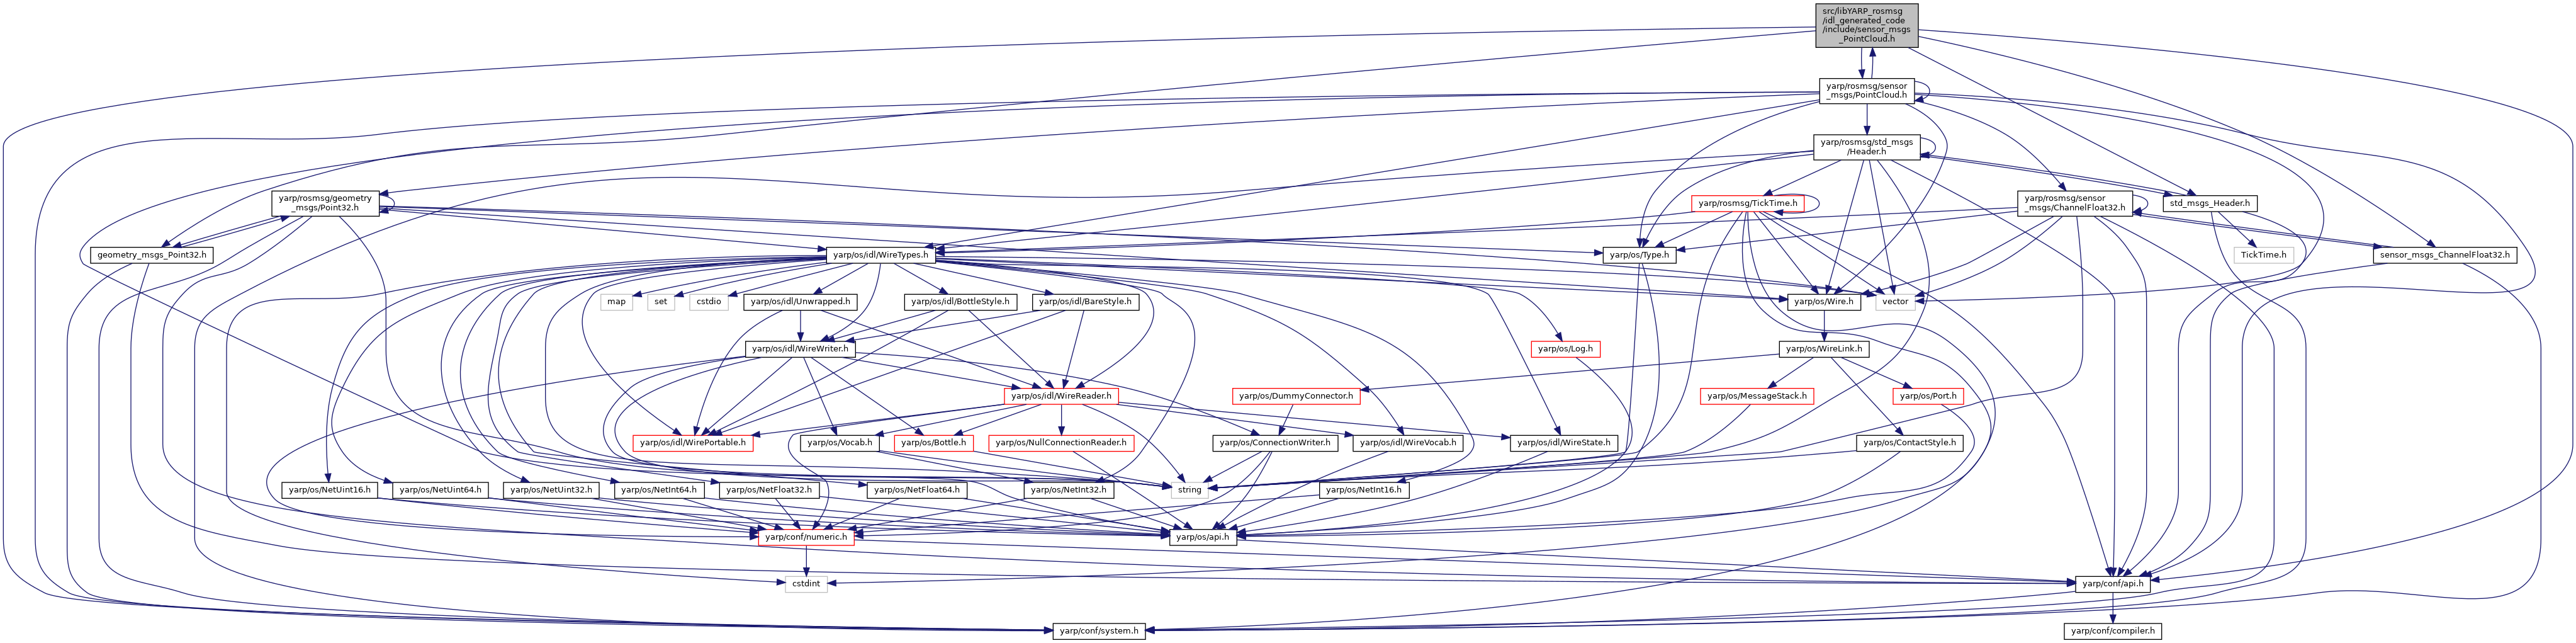 src/libYARP_rosmsg
/idl_generated_code
/include/sensor_msgs
_PointCloud.h
yarp/rosmsg/sensor
_msgs/PointCloud.h
yarp/rosmsg/std_msgs
/Header.h
yarp/rosmsg/geometry
_msgs/Point32.h
yarp/rosmsg/TickTime.h
yarp/rosmsg/sensor
_msgs/ChannelFloat32.h
std_msgs_Header.h
geometry_msgs_Point32.h
yarp/os/idl/WireTypes.h
yarp/os/Type.h
TickTime.h
sensor_msgs_ChannelFloat32.h
map
set
cstdio
yarp/os/idl/Unwrapped.h
yarp/os/idl/BottleStyle.h
yarp/os/idl/BareStyle.h
yarp/os/Wire.h
vector
yarp/os/idl/WireWriter.h
yarp/os/Log.h
yarp/os/WireLink.h
yarp/os/idl/WireReader.h
yarp/os/DummyConnector.h
yarp/os/MessageStack.h
yarp/os/Port.h
yarp/os/idl/WirePortable.h
yarp/os/Vocab.h
yarp/os/Bottle.h
yarp/os/NullConnectionReader.h
yarp/os/ConnectionWriter.h
yarp/os/idl/WireVocab.h
yarp/os/idl/WireState.h
yarp/os/ContactStyle.h
yarp/os/NetUint16.h
yarp/os/NetUint64.h
yarp/os/NetUint32.h
yarp/os/NetInt64.h
yarp/os/NetFloat32.h
yarp/os/NetFloat64.h
yarp/os/NetInt32.h
string
yarp/os/NetInt16.h
yarp/conf/numeric.h
yarp/os/api.h
cstdint
yarp/conf/api.h
yarp/conf/system.h
yarp/conf/compiler.h